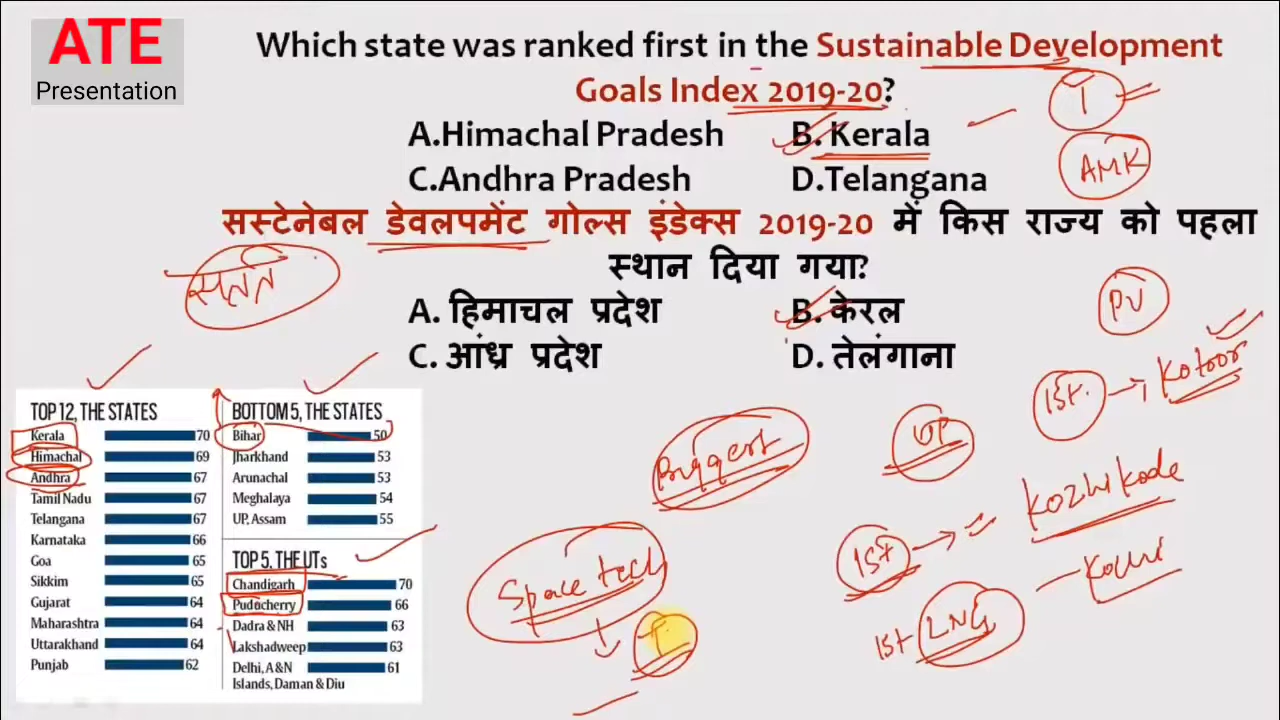 ATE
Presentation
Which state was ranked first in the Sustainable Development
Goals Index 2019-20?
A.Himachal Pradesh B. Kerala
C.Andhra Pradesh D.Telangana
सस्टेनेबल डेवलपमेंट गोल्स इंडेक्स 2019-20 में किस राज्य को पहला
स्थान दिया गया?
A. हिमाचल प्रदेश B. केरल
C. आंध्र प्रदेश D. तेलंगाना
T
AMK
सतत
PV
1st. → Kotoor
Biggest
UP
Kozhikode
1st →
Space tech
T.
Kochi
1st LNG
TOP 12, THE STATES
Kerala 70
Himachal 69
Andhra 67
Tamil Nadu 67
Telangana 67
Karnataka 66
Goa 65
Sikkim 65
Gujarat 64
Maharashtra 64
Uttarakhand 64
Punjab 62
BOTTOM 5, THE STATES
Bihar 50
Jharkhand 53
Arunachal 53
Meghalaya 54
UP, Assam 55
TOP 5, THE UTs
Chandigarh 70
Puducherry 66
Dadra & NH 63
Lakshadweep 63
Delhi, A&N 61
Islands, Daman & Diu